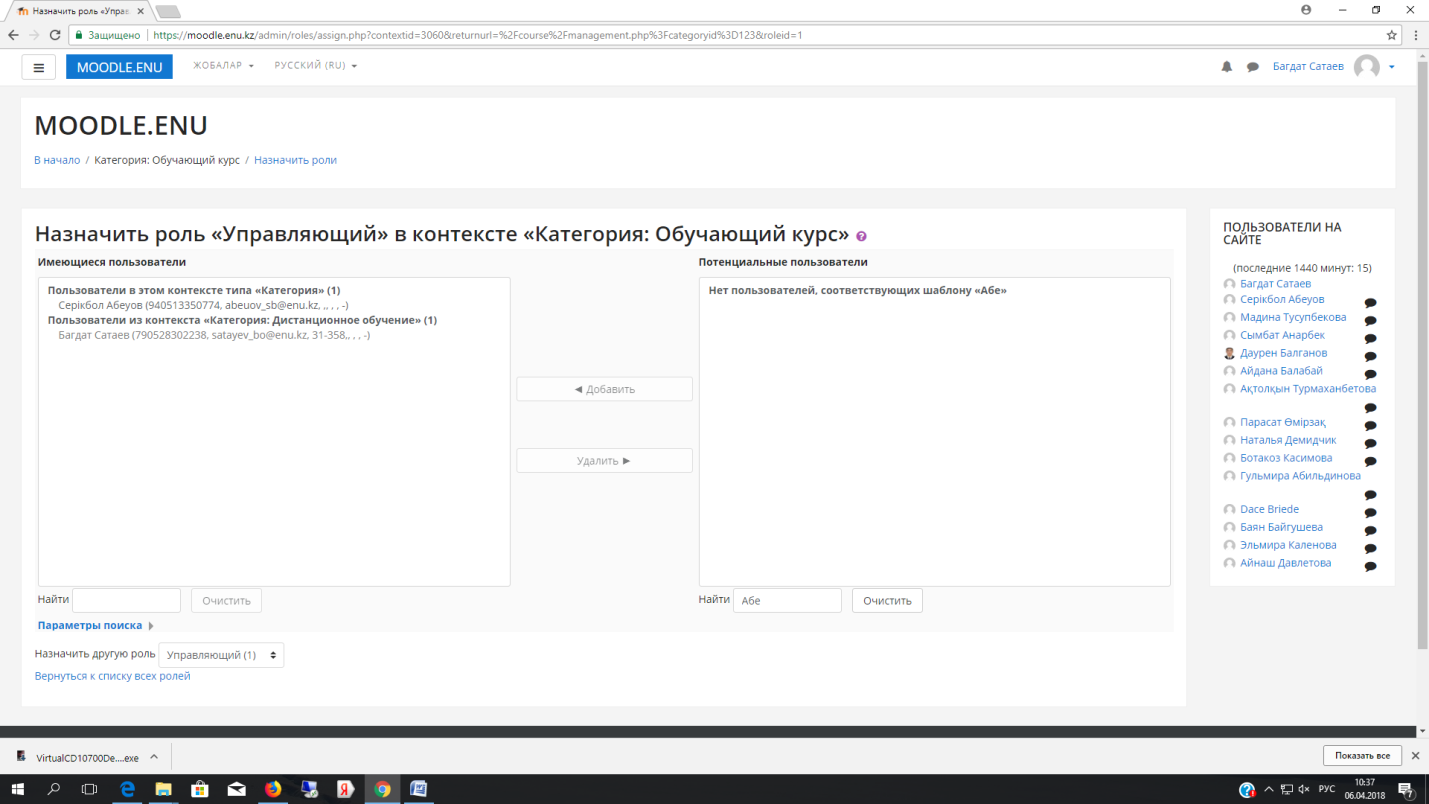 Назначить роль «Управ
Защищено | https://moodle.enu.kz/admin/roles/assign.php?contextid=3060&returnurl=%2Fcourse%2Fmanagement.php%3Fcategoryid%3D123&roleid=1
MOODLE.ENU ЖОБАЛАР РУССКИЙ (RU) Багдат Сатаев
MOODLE.ENU
В начало / Категория: Обучающий курс / Назначить роли
Назначить роль «Управляющий» в контексте «Категория: Обучающий курс»
Имеющиеся пользователи
Пользователи в этом контексте типа «Категория» (1)
Серікбол Абеуов (940513350774, abeuov_sb@enu.kz, ,, , , -)
Пользователи из контекста «Категория: Дистанционное обучение» (1)
Багдат Сатаев (790528302238, satayev_bo@enu.kz, 31-358,, , , -)
Найти Очистить
Параметры поиска
◄ Добавить
Удалить ►
Потенциальные пользователи
Нет пользователей, соответствующих шаблону «Абе»
Найти Абе Очистить
Назначить другую роль Управляющий (1)
Вернуться к списку всех ролей
ПОЛЬЗОВАТЕЛИ НА
САЙТЕ
(последние 1440 минут: 15)
Багдат Сатаев
Серікбол Абеуов
Мадина Тусупбекова
Сымбат Анарбек
Даурен Балганов
Айдана Балабай
Ақтолқын Турмаханбетова
Парасат Өмірзақ
Наталья Демидчик
Ботакоз Касимова
Гульмира Абильдинова
Dace Briede
Баян Байгушева
Эльмира Каленова
Айнаш Давлетова
VirtualCD10700De....exe Показать все
РУС 10:37
06.04.2018
7